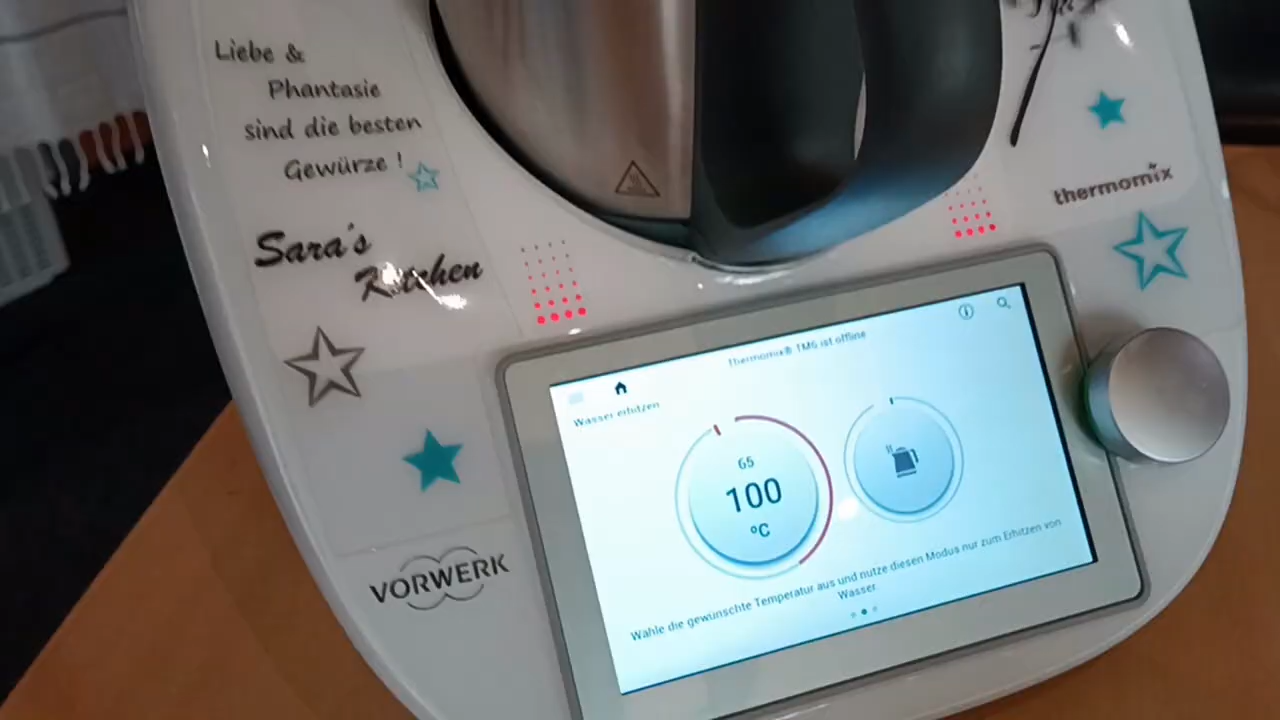 Liebe &
Phantasie
sind die besten
Gewürze !
Sara's
Kitchen
thermomix
VORWERK
Thermomix® TM6 ist offline
Wasser erhitzen
65
100
°C
Wähle die gewünschte Temperatur aus und nutze diesen Modus nur zum Erhitzen von
Wasser.